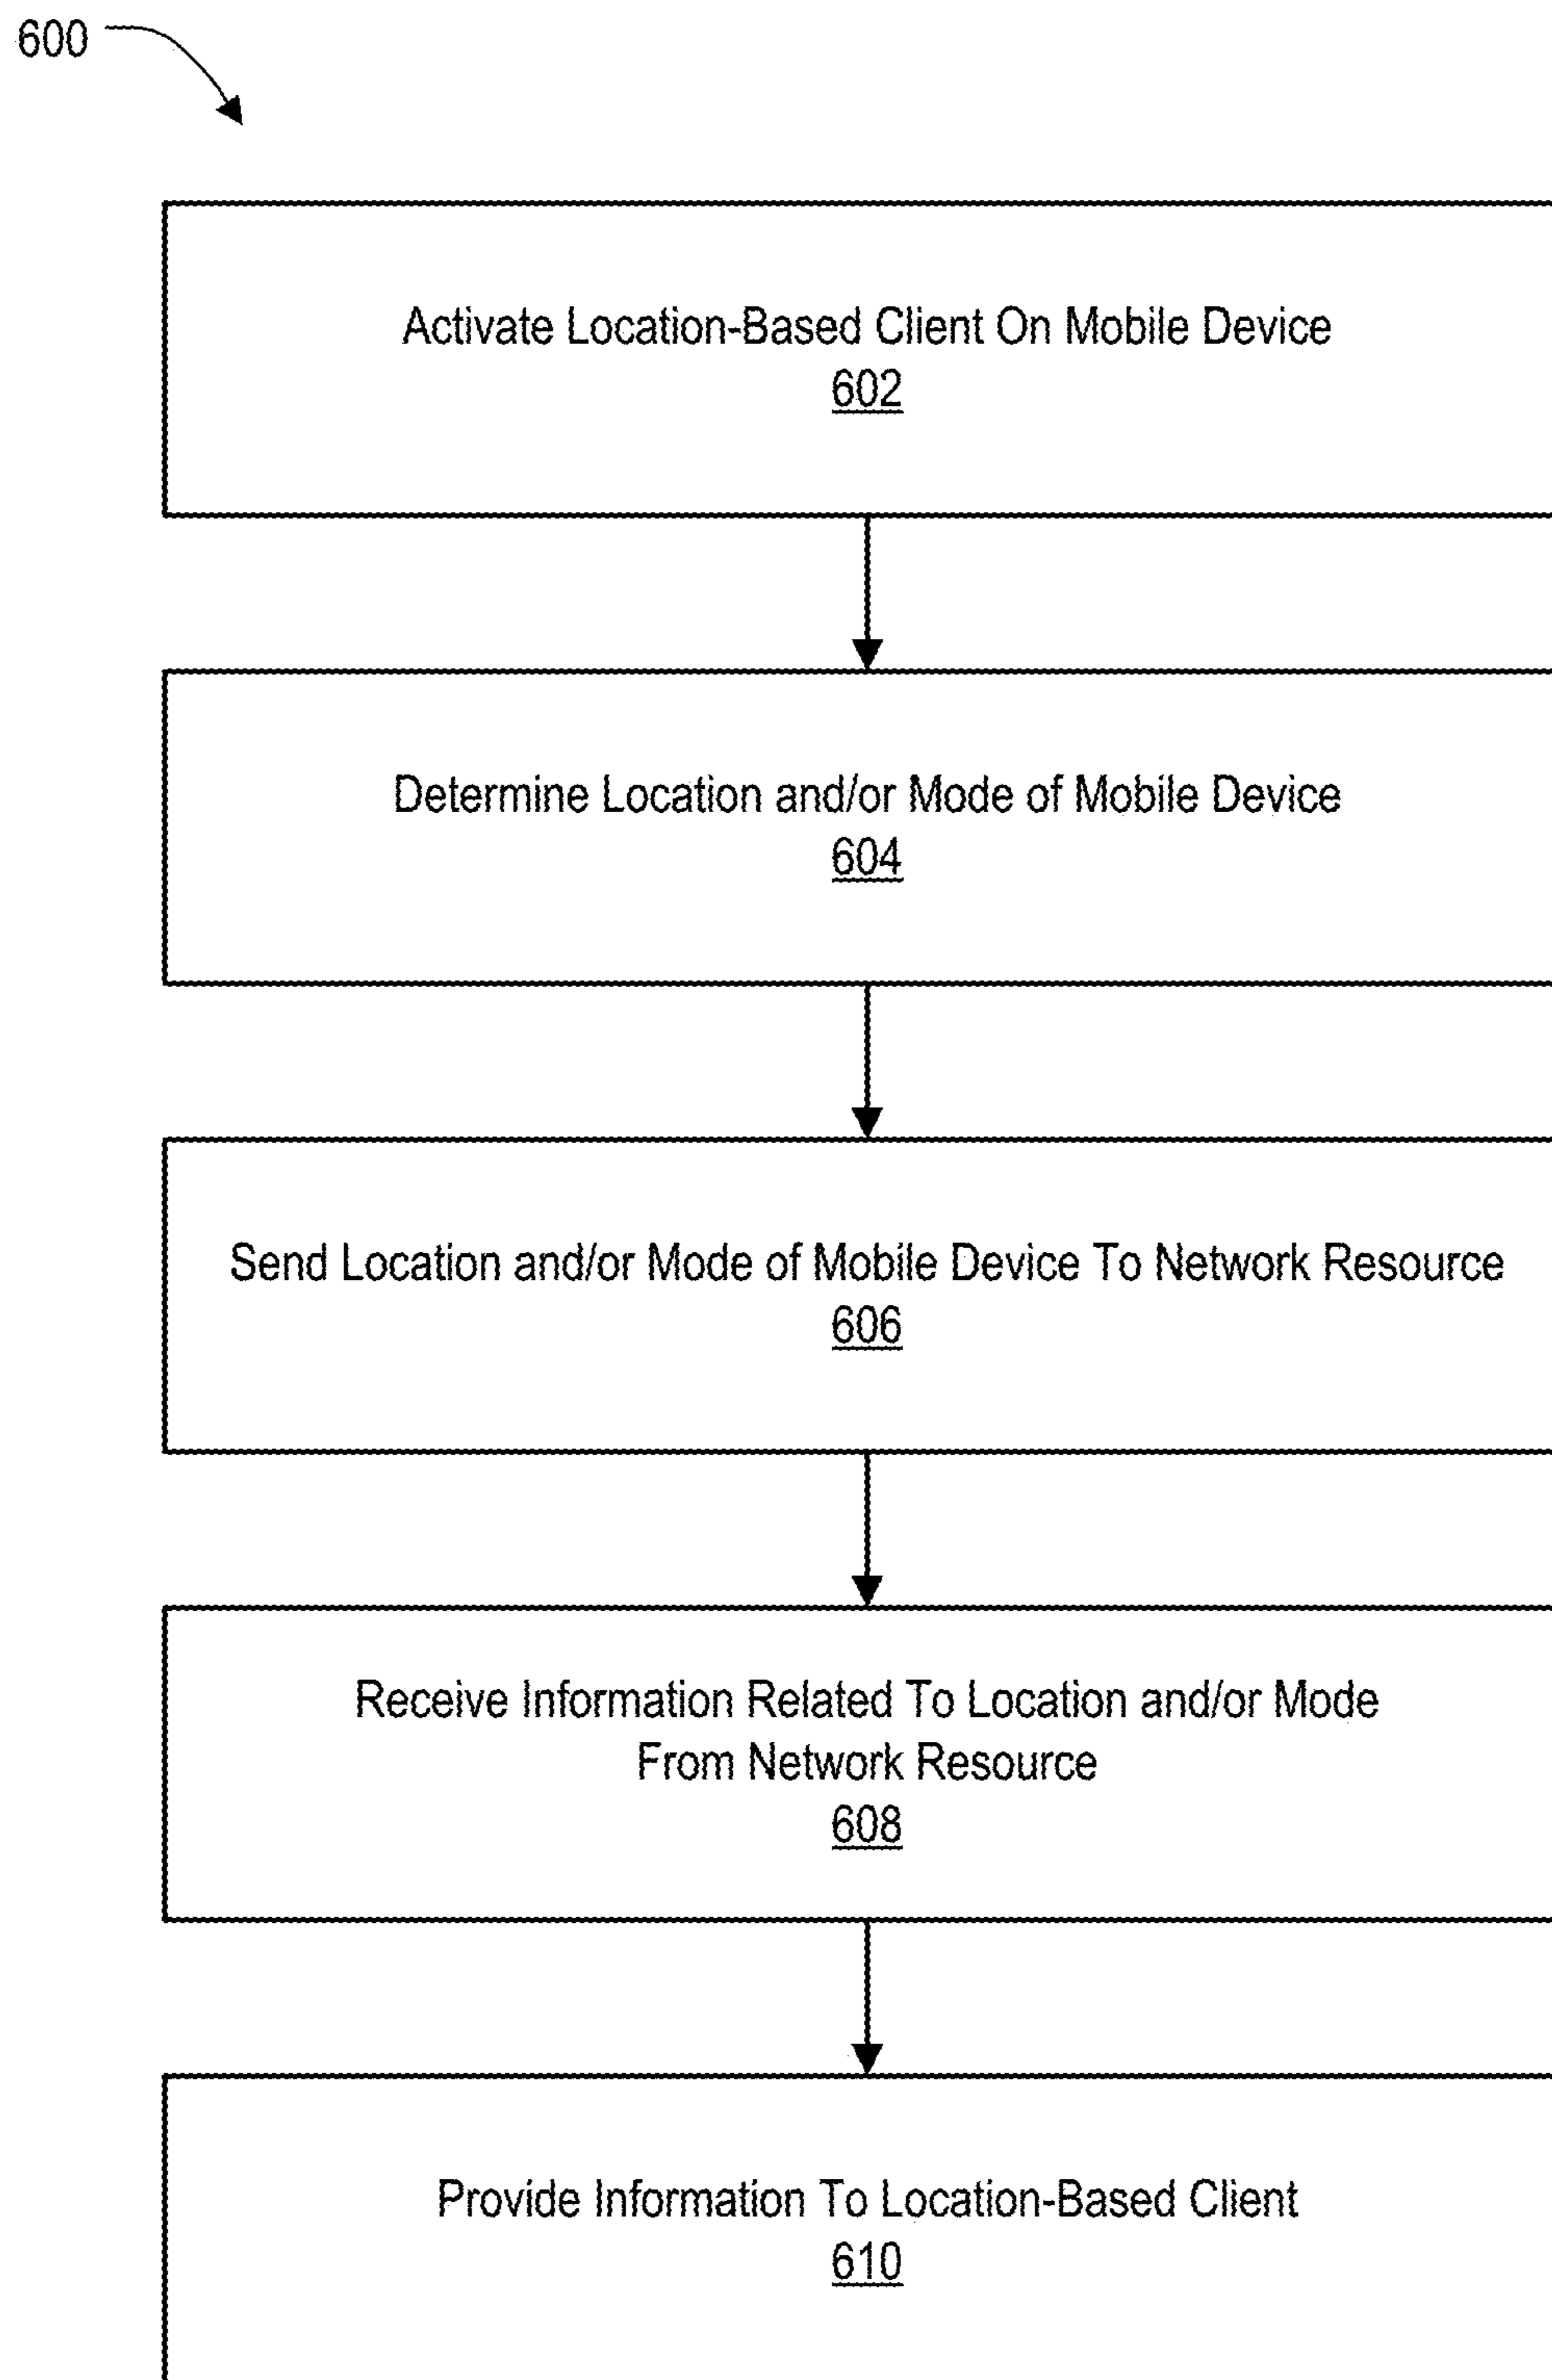 600
Activate Location-Based Client On Mobile Device
602
Determine Location and/or Mode of Mobile Device
604
Send Location and/or Mode of Mobile Device To Network Resource
606
Receive Information Related To Location and/or Mode
From Network Resource
608
Provide Information To Location-Based Client
610